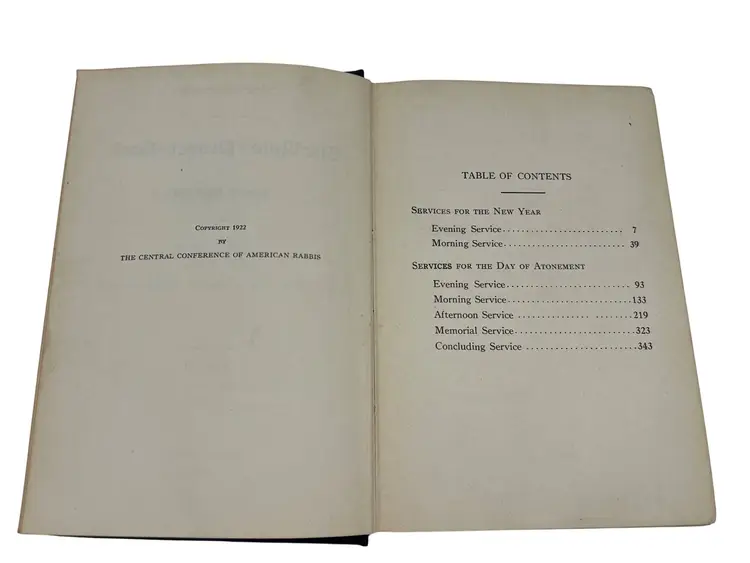 COPYRIGHT 1922
BY
THE CENTRAL CONFERENCE OF AMERICAN RABBIS
TABLE OF CONTENTS
SERVICES FOR THE NEW YEAR
Evening Service.......................... 7
Morning Service.......................... 39
SERVICES FOR THE DAY OF ATONEMENT
Evening Service.......................... 93
Morning Service..........................133
Afternoon Service ............... ........219
Memorial Service..........................323
Concluding Service ........................343